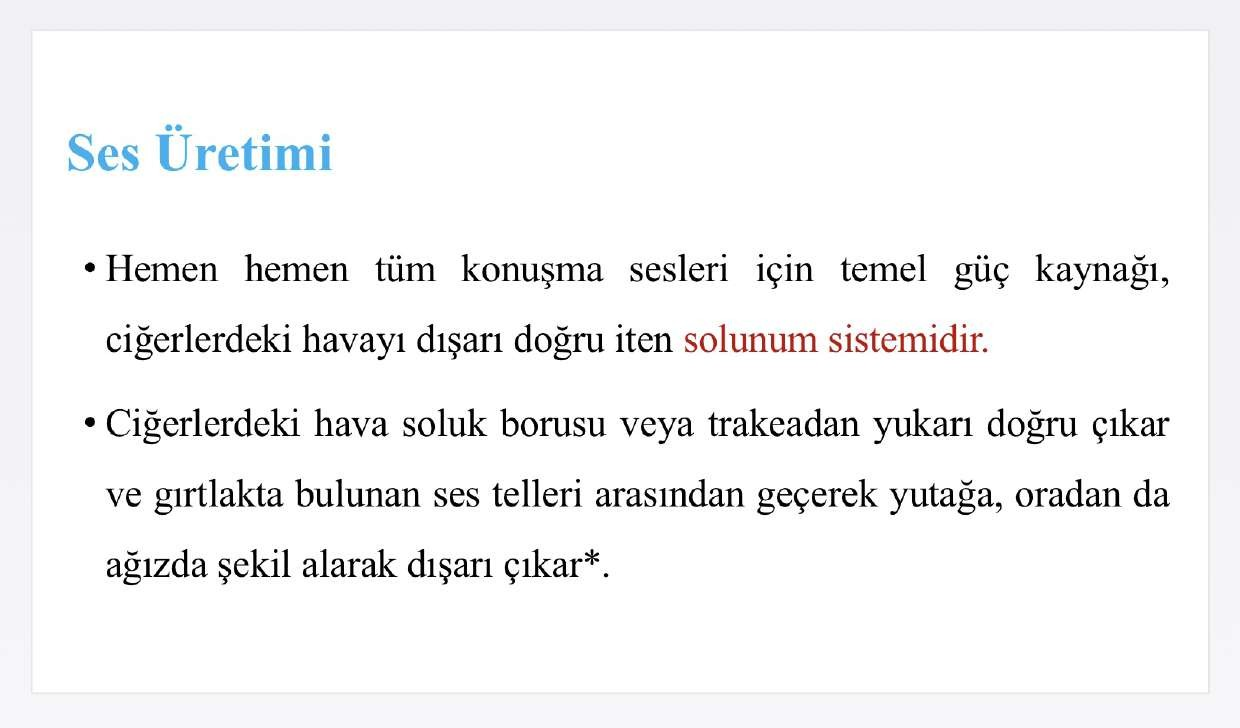 Ses Üretimi
• Hemen hemen tüm konuşma sesleri için temel güç kaynağı,
ciğerlerdeki havayı dışarı doğru iten solunum sistemidir.
• Ciğerlerdeki hava soluk borusu veya trakeadan yukarı doğru çıkar
ve gırtlakta bulunan ses telleri arasından geçerek yutağa, oradan da
ağızda şekil alarak dışarı çıkar*.